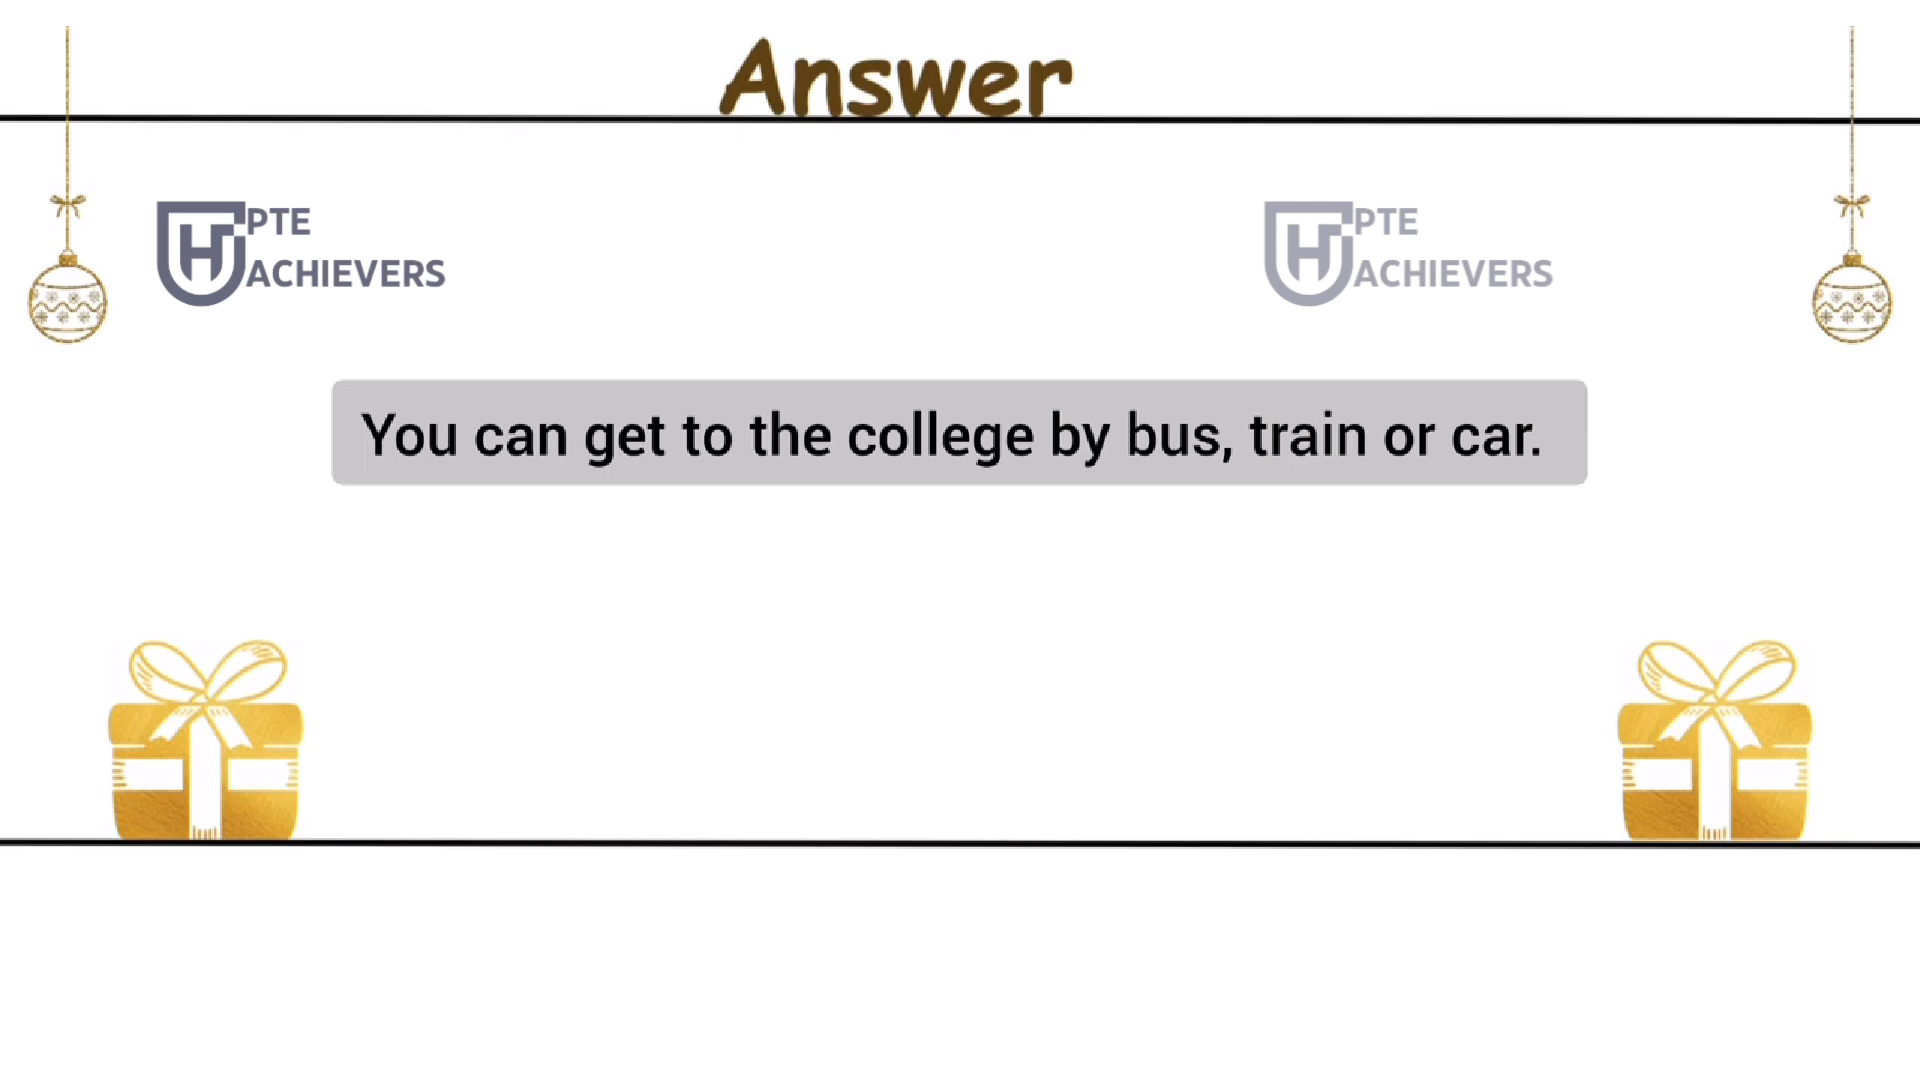 Answer
PTE
ACHIEVERS
PTE
ACHIEVERS
You can get to the college by bus, train or car.